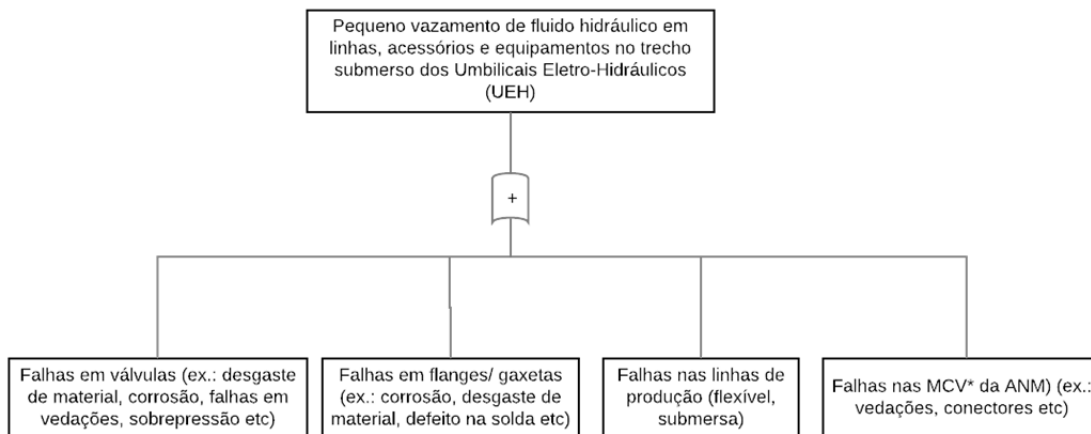 Pequeno vazamento de fluido hidráulico em
linhas, acessórios e equipamentos no trecho
submerso dos Umbilicais Eletro-Hidráulicos
(UEH)
+
Falhas em válvulas (ex.: desgaste
de material, corrosão, falhas em
vedações, sobrepressão etc)
Falhas em flanges/ gaxetas
(ex.: corrosão, desgaste de
material, defeito na solda etc)
Falhas nas linhas de
produção (flexível,
submersa)
Falhas nas MCV* da ANM) (ex.:
vedações, conectores etc)